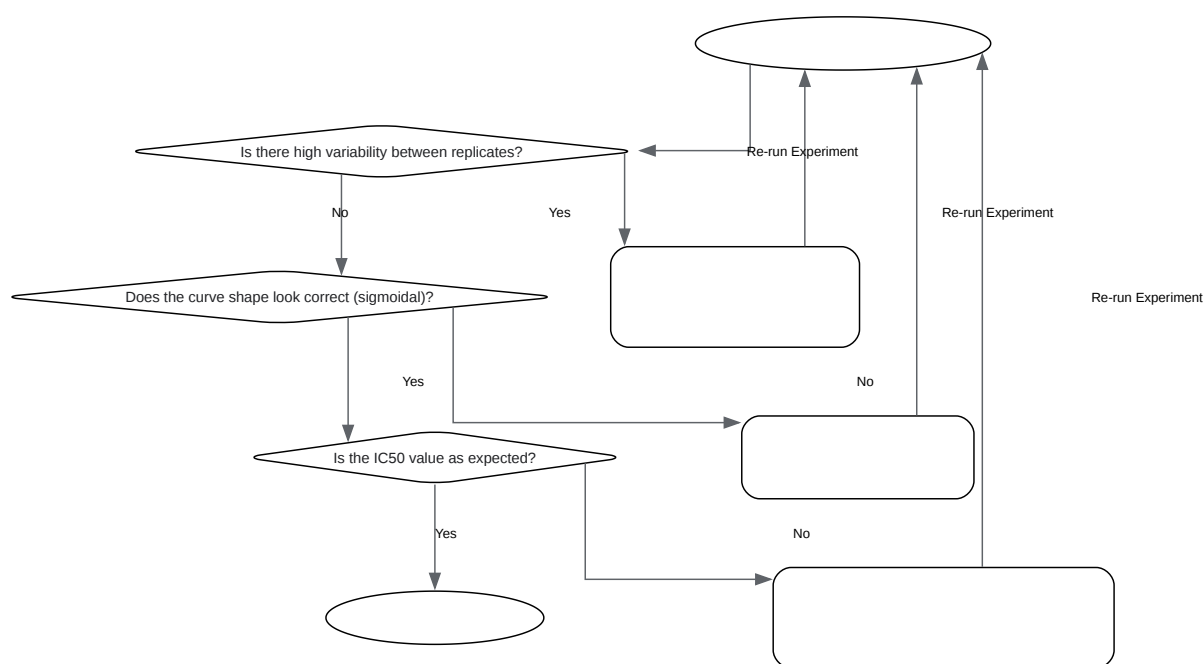 Is there high variability between replicates?
Re-run Experiment
No
Yes
Re-run Experiment
Does the curve shape look correct (sigmoidal)?
Re-run Experiment
Yes
No
Is the IC50 value as expected?
Yes
No